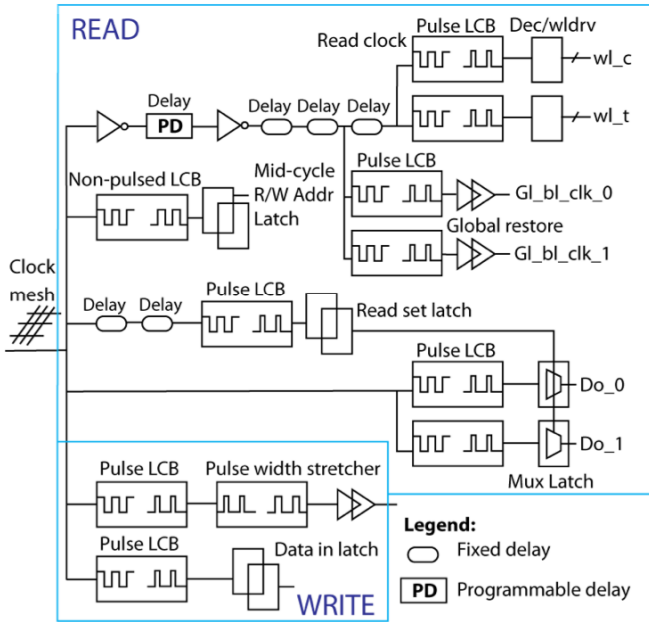 READ
Pulse LCB
Dec/wldrv
Read clock
wl_c
Delay
Delay
Delay
Delay
PD
wl_t
Pulse LCB
Mid-cycle
R/W Addr
Latch
Non-pulsed LCB
Gl_bl_clk_0
Global restore
Gl_bl_clk_1
Clock
mesh
Delay
Delay
Pulse LCB
Read set latch
Pulse LCB
Do_0
Do_1
Mux Latch
Pulse LCB
Pulse width stretcher
Pulse LCB
Data in latch
WRITE
Legend:
Fixed delay
PD
Programmable delay